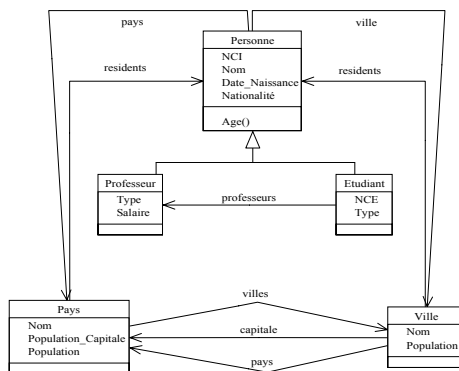 pays
ville
Personne
NCI
Nom
Date_Naissance
Nationalité
Age()
residents
residents
Professeur
Type
Salaire
professeurs
Etudiant
NCE
Type
villes
Pays
Nom
Population_Capitale
Population
capitale
Ville
Nom
Population
pays